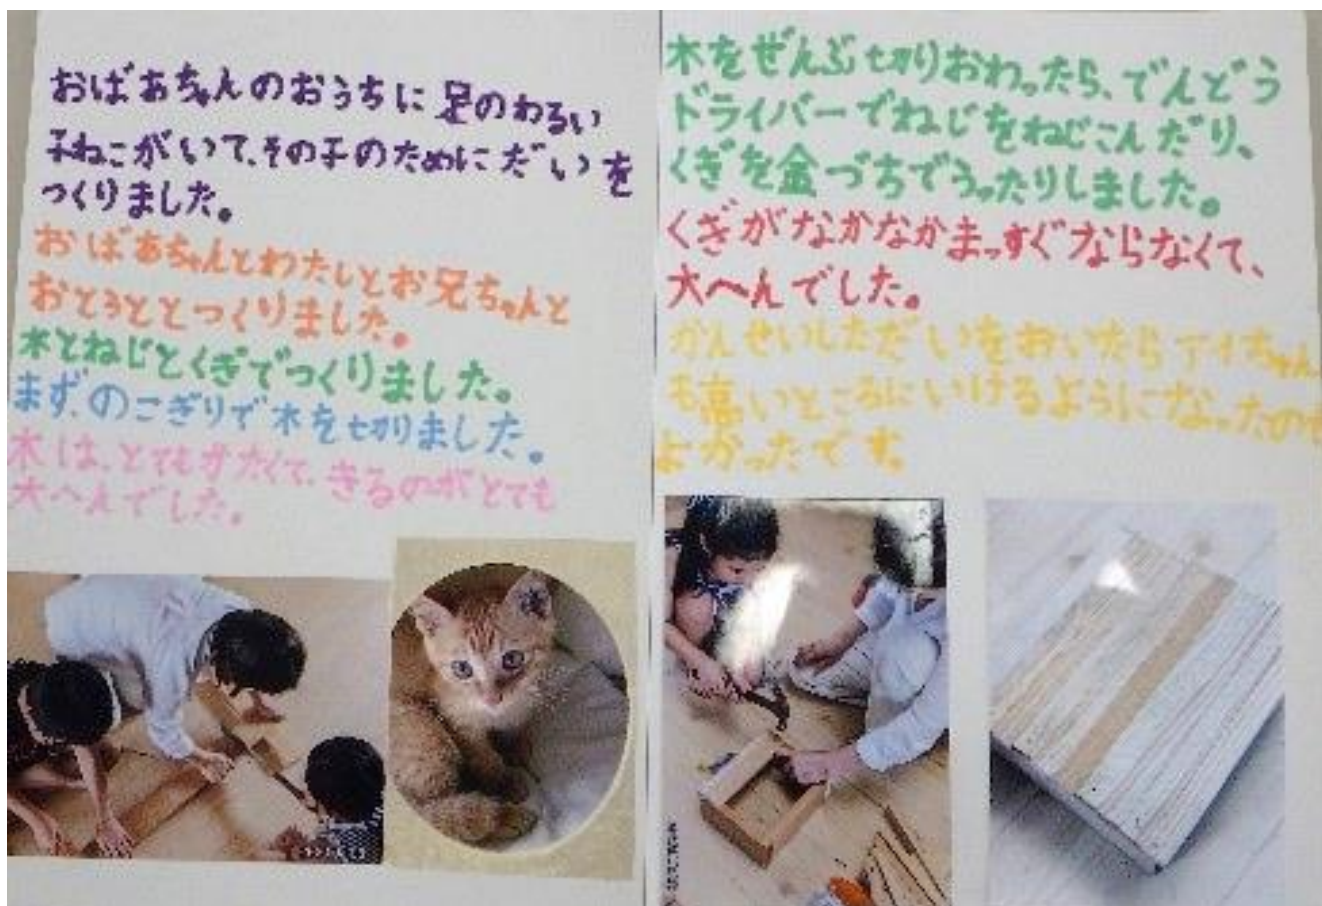 おばあちゃんのおうちに足のわるい
子ねこがいて、その子のためにだいを
つくりました。
おばあちゃんとわたしとお兄ちゃんと
おとうととつくりました。
木とねじとくぎでつくりました。
まず、のこぎりで木を切りました。
木は、とてもかたくて、きるのがとても
大へんでした。
木をぜんぶ切りおわったら、でんどう
ドライバーでねじをねじこんだり、
くぎを金づちでうったりしました。
くぎがなかなかまっすぐならなくて、
大へんでした。
かんせいしただいをおいたら ちゃん
も高いところにいけるようになったので
よかったです。